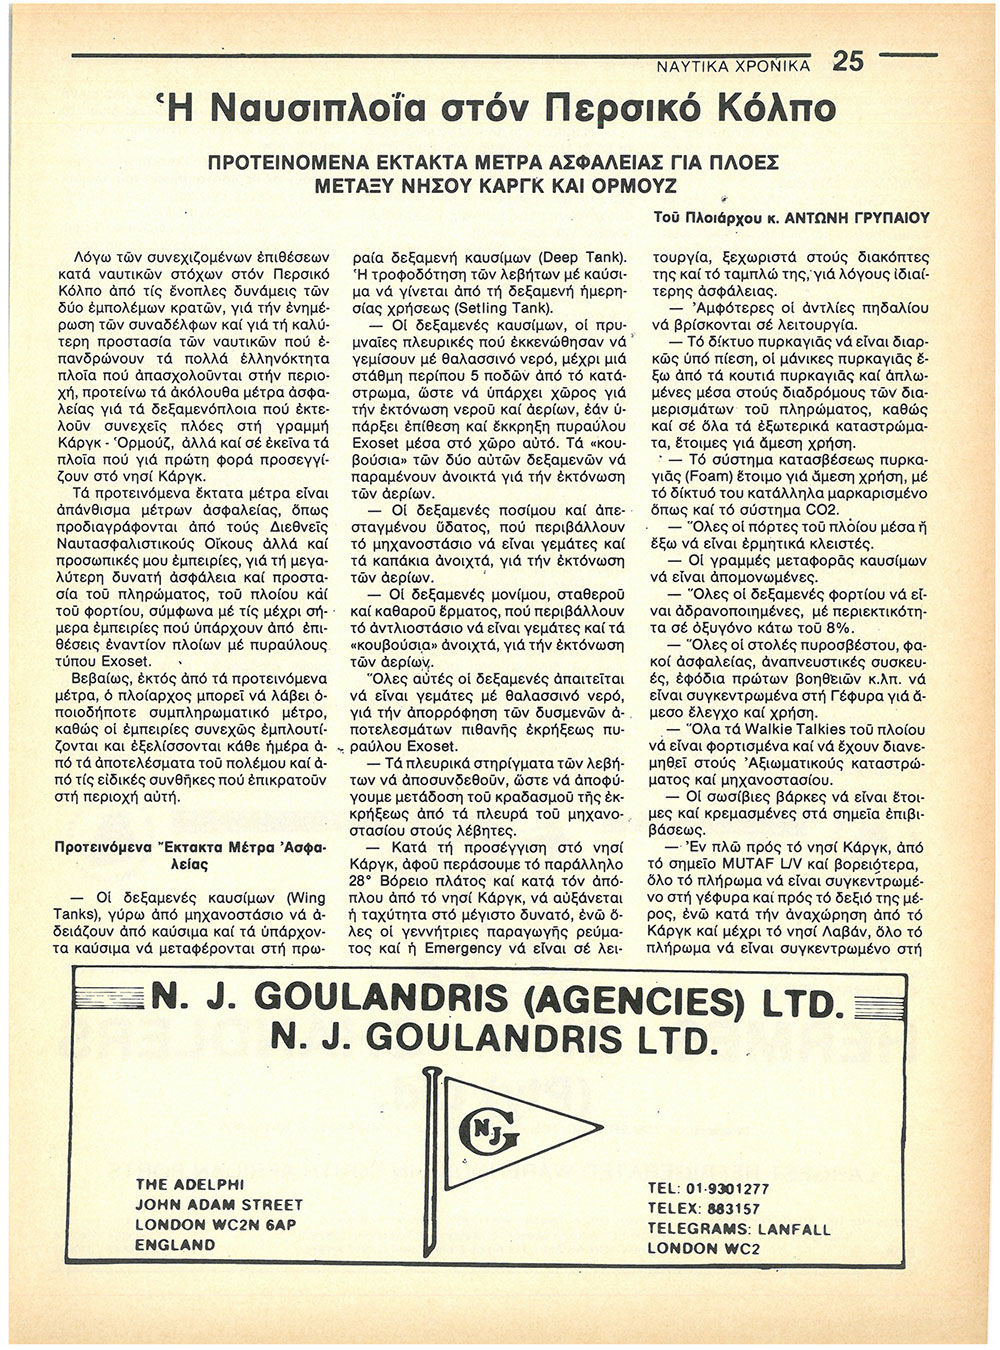 ΝΑΥΤΙΚΑ ΧΡΟΝΙΚΑ 25
Ἡ Ναυσιπλοΐα στόν Περσικό Κόλπο
ΠΡΟΤΕΙΝΟΜΕΝΑ ΕΚΤΑΚΤΑ ΜΕΤΡΑ ΑΣΦΑΛΕΙΑΣ ΓΙΑ ΠΛΟΕΣ
ΜΕΤΑΞΥ ΝΗΣΟΥ ΚΑΡΓΚ ΚΑΙ ΟΡΜΟΥΖ
Τοῦ Πλοιάρχου κ. ΑΝΤΩΝΗ ΓΡΥΠΑΙΟΥ
Λόγω τῶν συνεχιζομένων ἐπιθέσεων
κατά ναυτικῶν στόχων στόν Περσικό
Κόλπο ἀπό τίς ἔνοπλες δυνάμεις τῶν
δύο ἐμπολέμων κρατῶν, γιά τήν ἐνημέ-
ρωση τῶν συναδέλφων καί γιά τή καλύ-
τερη προστασία τῶν ναυτικῶν πού ἐ-
πανδρώνουν τά πολλά ἑλληνόκτητα
πλοῖα πού ἀπασχολοῦνται στήν περιο-
χή, προτείνω τά ἀκόλουθα μέτρα ἀσφα-
λείας γιά τά δεξαμενόπλοια πού ἐκτε-
λοῦν συνεχεῖς πλόες στή γραμμή
Κάργκ - Ὁρμούζ, ἀλλά καί σέ ἐκεῖνα τά
πλοῖα πού γιά πρώτη φορά προσεγγί-
ζουν στό νησί Κάργκ.
Τά προτεινόμενα ἔκτατα μέτρα εἶναι
ἀπάνθισμα μέτρων ἀσφαλείας, ὅπως
προδιαγράφονται ἀπό τούς Διεθνεῖς
Ναυτασφαλιστικούς Οἴκους ἀλλά καί
προσωπικές μου ἐμπειρίες, γιά τή μεγα-
λύτερη δυνατή ἀσφάλεια καί προστα-
σία τοῦ πληρώματος, τοῦ πλοίου καί
τοῦ φορτίου, σύμφωνα μέ τίς μέχρι σή-
μερα ἐμπειρίες πού ὑπάρχουν ἀπό ἐπι-
θέσεις ἐναντίον πλοίων μέ πυραύλους
τύπου Exoset.
Βεβαίως, ἐκτός ἀπό τά προτεινόμενα
μέτρα, ὁ πλοίαρχος μπορεῖ νά λάβει ὁ-
ποιοδήποτε συμπληρωματικό μέτρο,
καθώς οἱ ἐμπειρίες συνεχῶς ἐμπλουτί-
ζονται καί ἐξελίσσονται κάθε ἡμέρα ἀ-
πό τά ἀποτελέσματα τοῦ πολέμου καί ἀ-
πό τίς εἰδικές συνθῆκες πού ἐπικρατοῦν
στή περιοχή αὐτή.
Προτεινόμενα Ἔκτακτα Μέτρα Ἀσφα-
λείας
— Οἱ δεξαμενές καυσίμων (Wing
Tanks), γύρω ἀπό μηχανοστάσιο νά ἀ-
δειάζουν ἀπό καύσιμα καί τά ὑπάρχον-
τα καύσιμα νά μεταφέρονται στή πρω-
ραία δεξαμενή καυσίμων (Deep Tank).
Ἡ τροφοδότηση τῶν λεβήτων μέ καύσι-
μα νά γίνεται ἀπό τή δεξαμενή ἡμερη-
σίας χρήσεως (Setling Tank).
— Οἱ δεξαμενές καυσίμων, οἱ πρυ-
μναῖες πλευρικές πού ἐκκενώθησαν νά
γεμίσουν μέ θαλασσινό νερό, μέχρι μιά
στάθμη περίπου 5 ποδῶν ἀπό τό κατά-
στρωμα, ὥστε νά ὑπάρχει χῶρος γιά
τήν ἐκτόνωση νεροῦ καί ἀερίων, ἐάν ὑ-
πάρξει ἐπίθεση καί ἔκκρηξη πυραύλου
Exoset μέσα στό χῶρο αὐτό. Τά «κου-
βούσια» τῶν δύο αὐτῶν δεξαμενῶν νά
παραμένουν ἀνοικτά γιά τήν ἐκτόνωση
τῶν ἀερίων.
— Οἱ δεξαμενές ποσίμου καί ἀπε-
σταγμένου ὕδατος, πού περιβάλλουν
τό μηχανοστάσιο νά εἶναι γεμάτες καί
τά καπάκια ἀνοιχτά, γιά τήν ἐκτόνωση
τῶν ἀερίων.
— Οἱ δεξαμενές μονίμου, σταθεροῦ
καί καθαροῦ ἕρματος, πού περιβάλλουν
τό ἀντλιοστάσιο νά εἶναι γεμάτες καί τά
«κουβούσια» ἀνοιχτά, γιά τήν ἐκτόνωση
τῶν ἀερίων.
Ὅλες αὐτές οἱ δεξαμενές ἀπαιτεῖται
νά εἶναι γεμάτες μέ θαλασσινό νερό,
γιά τήν ἀπορρόφηση τῶν δυσμενῶν ἀ-
ποτελεσμάτων πιθανῆς ἐκρήξεως πυ-
ραύλου Exoset.
— Τά πλευρικά στηρίγματα τῶν λεβή-
των νά ἀποσυνδεθοῦν, ὥστε νά ἀποφύ-
γουμε μετάδοση τοῦ κραδασμοῦ τῆς ἐκ-
κρήξεως ἀπό τά πλευρά τοῦ μηχανο-
στασίου στούς λέβητες.
— Κατά τή προσέγγιση στό νησί
Κάργκ, ἀφοῦ περάσουμε τό παράλληλο
28° Βόρειο πλάτος καί κατά τόν ἀπό-
πλου ἀπό τό νησί Κάργκ, νά αὐξάνεται
ἡ ταχύτητα στό μέγιστο δυνατό, ἐνῶ ὅ-
λες οἱ γεννήτριες παραγωγῆς ρεύμα-
τος καί ἡ Emergency νά εἶναι σέ λει-
τουργία, ξεχωριστά στούς διακόπτες
της καί τό ταμπλώ της, γιά λόγους ἰδιαί-
τερης ἀσφάλειας.
— Ἀμφότερες οἱ ἀντλίες πηδαλίου
νά βρίσκονται σέ λειτουργία.
— Τό δίκτυο πυρκαγιᾶς νά εἶναι διαρ-
κῶς ὑπό πίεση, οἱ μάνικες πυρκαγιᾶς ἔ-
ξω ἀπό τά κουτιά πυρκαγιᾶς καί ἁπλω-
μένες μέσα στούς διαδρόμους τῶν δια-
μερισμάτων τοῦ πληρώματος, καθώς
καί σέ ὅλα τά ἐξωτερικά καταστρώμα-
τα, ἕτοιμες γιά ἄμεση χρήση.
— Τό σύστημα κατασβέσεως πυρκα-
γιᾶς (Foam) ἕτοιμο γιά ἄμεση χρήση, μέ
τό δίκτυό του κατάλληλα μαρκαρισμένο
ὅπως καί τό σύστημα CO2.
— Ὅλες οἱ πόρτες τοῦ πλοίου μέσα ἤ
ἔξω νά εἶναι ἑρμητικά κλειστές.
— Οἱ γραμμές μεταφορᾶς καυσίμων
νά εἶναι ἀπομονωμένες.
— Ὅλες οἱ δεξαμενές φορτίου νά εἶ-
ναι ἀδρανοποιημένες, μέ περιεκτικότη-
τα σέ ὀξυγόνο κάτω τοῦ 8%.
— Ὅλες οἱ στολές πυροσβέστου, φα-
κοί ἀσφαλείας, ἀναπνευστικές συσκευ-
ές, ἐφόδια πρώτων βοηθειῶν κ.λπ. νά
εἶναι συγκεντρωμένα στή Γέφυρα γιά ἄ-
μεσο ἔλεγχο καί χρήση.
— Ὅλα τά Walkie Talkies τοῦ πλοίου
νά εἶναι φορτισμένα καί νά ἔχουν διανε-
μηθεῖ στούς Ἀξιωματικούς καταστρώ-
ματος καί μηχανοστασίου.
— Οἱ σωσίβιες βάρκες νά εἶναι ἕτοι-
μες καί κρεμασμένες στά σημεῖα ἐπιβι-
βάσεως.
— Ἐν πλῶ πρός τό νησί Κάργκ, ἀπό
τό σημεῖο MUTAF L/V καί βορειότερα,
ὅλο τό πλήρωμα νά εἶναι συγκεντρωμέ-
νο στή γέφυρα καί πρός τό δεξιό της μέ-
ρος, ἐνῶ κατά τήν ἀναχώρηση ἀπό τό
Κάργκ καί μέχρι τό νησί Λαβάν, ὅλο τό
πλήρωμα νά εἶναι συγκεντρωμένο στή
N. J. GOULANDRIS (AGENCIES) LTD.
N. J. GOULANDRIS LTD.
NJG
THE ADELPHI
JOHN ADAM STREET
LONDON WC2N 6AP
ENGLAND
TEL: 01-9301277
TELEX: 883157
TELEGRAMS: LANFALL
LONDON WC2